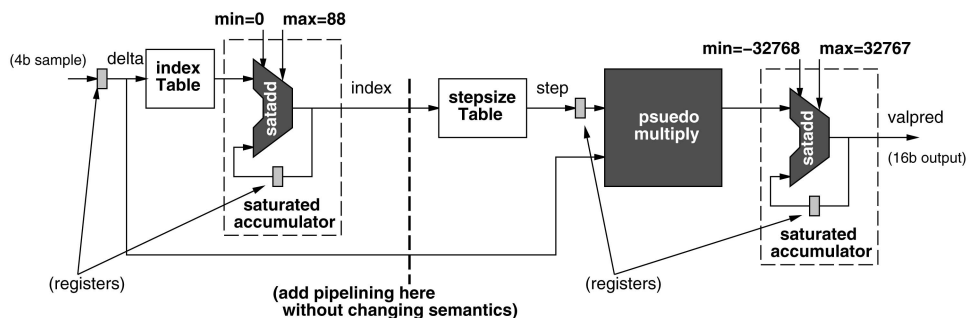 min=0 max=88
(4b sample)
delta
index
Table
satadd
index
saturated
accumulator
(registers)
(add pipelining here
without changing semantics)
stepsize
Table
step
psuedo
multiply
min=-32768 max=32767
satadd
valpred
(16b output)
saturated
accumulator
(registers)